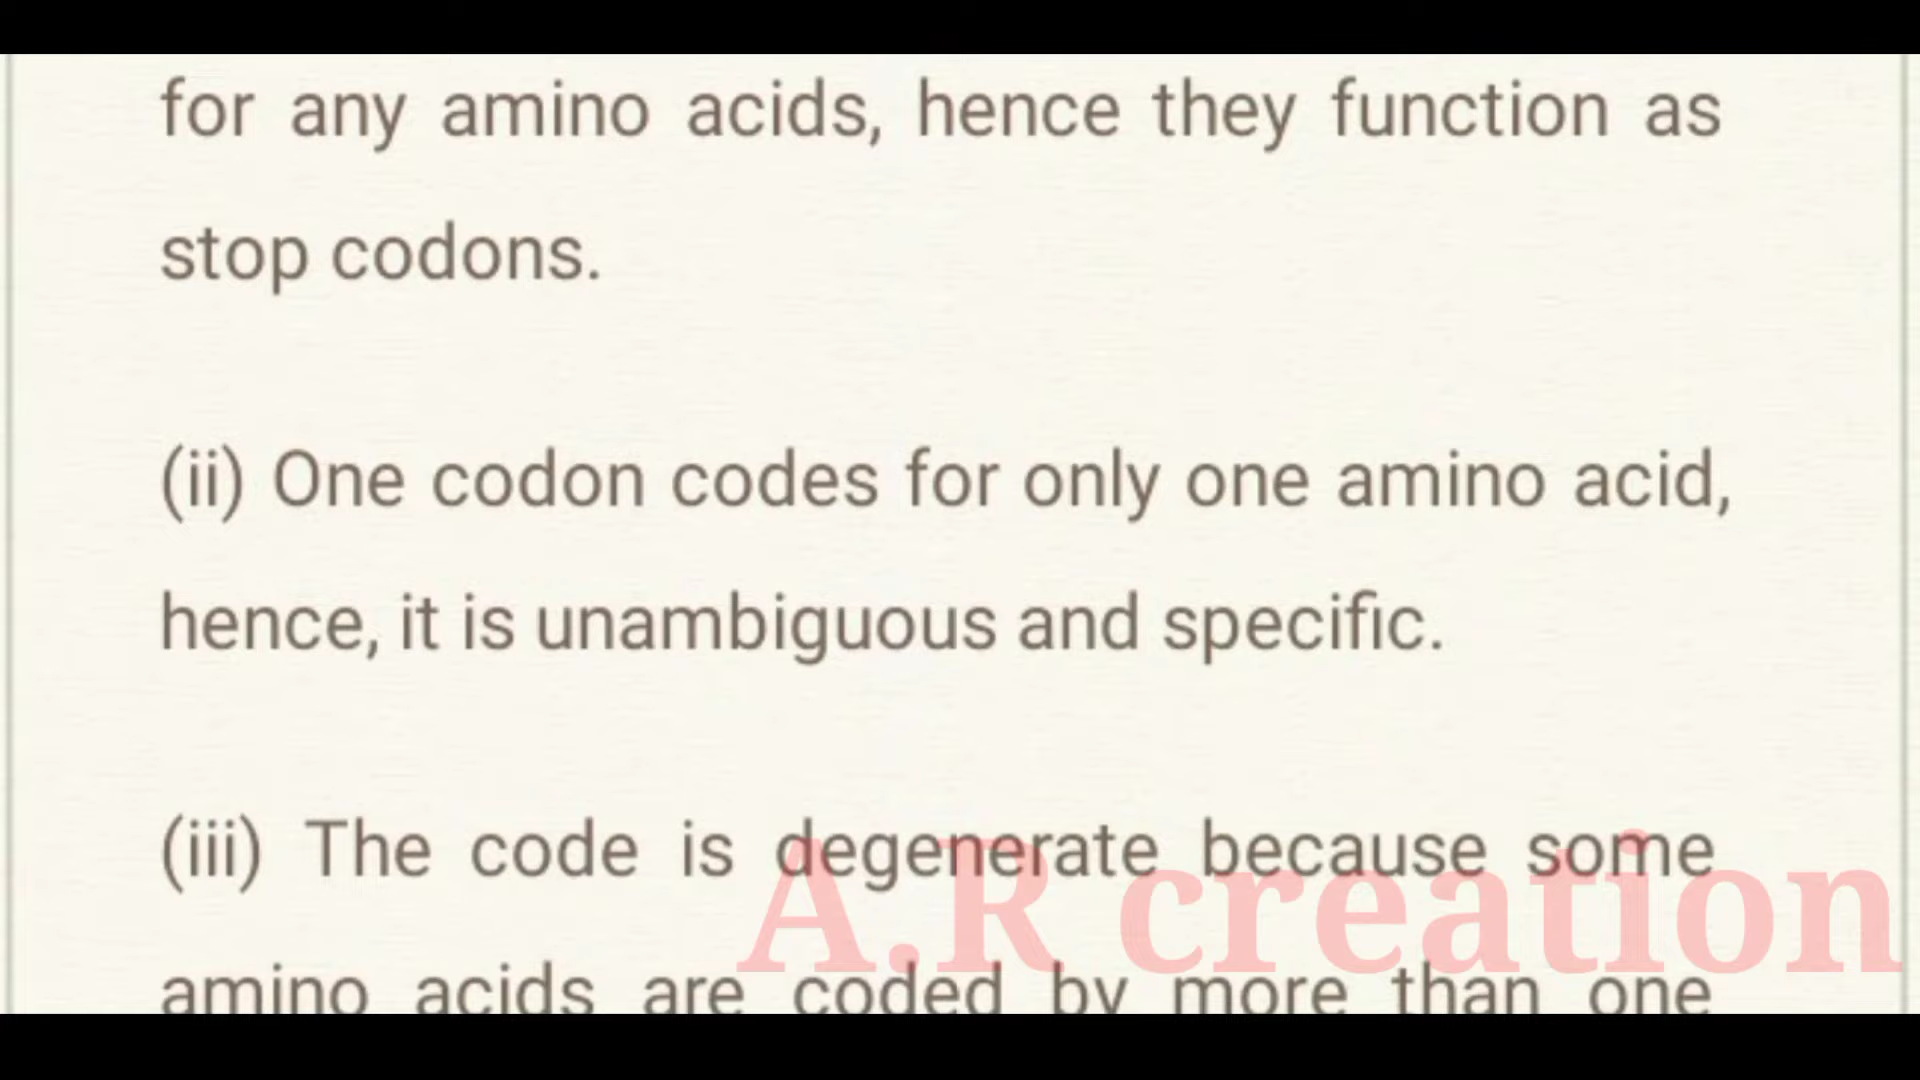 for any amino acids, hence they function as
stop codons.
(ii) One codon codes for only one amino acid,
hence, it is unambiguous and specific.
(iii) The code is degenerate because some
A.R creation
amino acids are coded by more than one